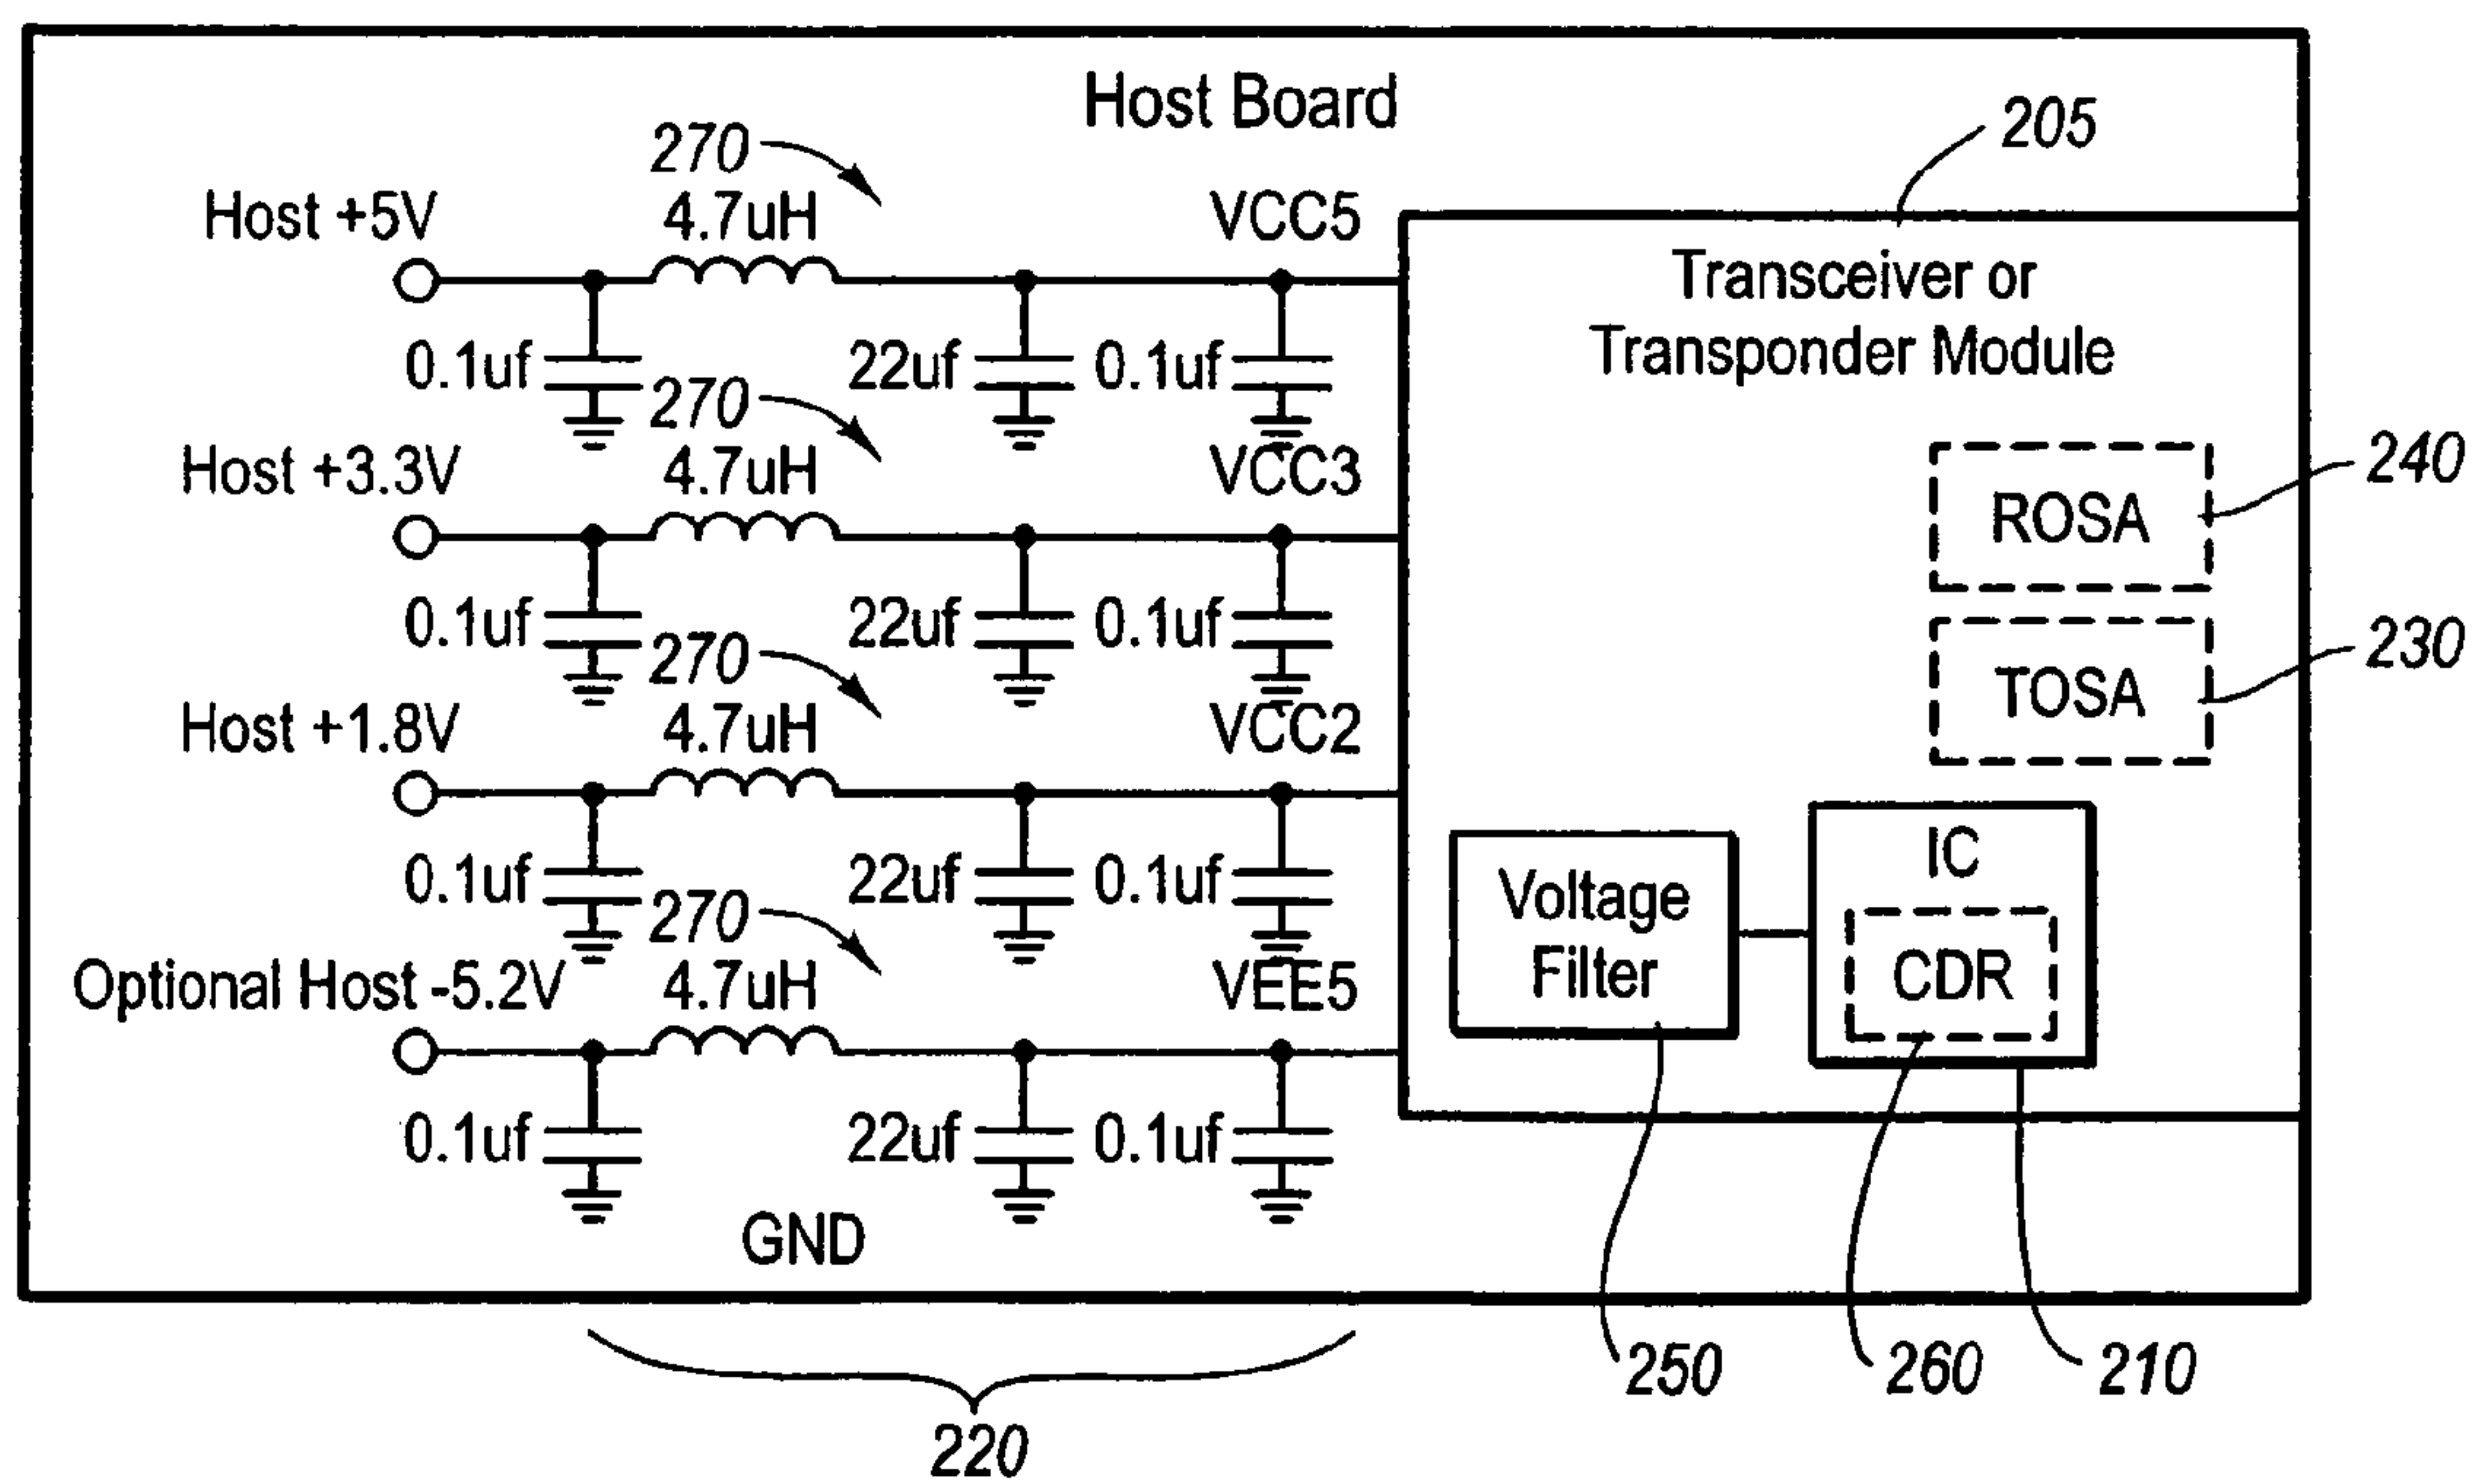 Host Board
205
270
Host +5V
4.7uH
VCC5
Transceiver or
Transponder Module
0.1uf
22uf
0.1uf
270
Host +3.3V
4.7uH
VCC3
240
ROSA
0.1uf
22uf
0.1uf
230
TOSA
270
Host +1.8V
4.7uH
VCC2
0.1uf
22uf
0.1uf
IC
Voltage
Filter
CDR
270
Optional Host -5.2V
4.7uH
VEE5
0.1uf
22uf
0.1uf
GND
250
260
210
220